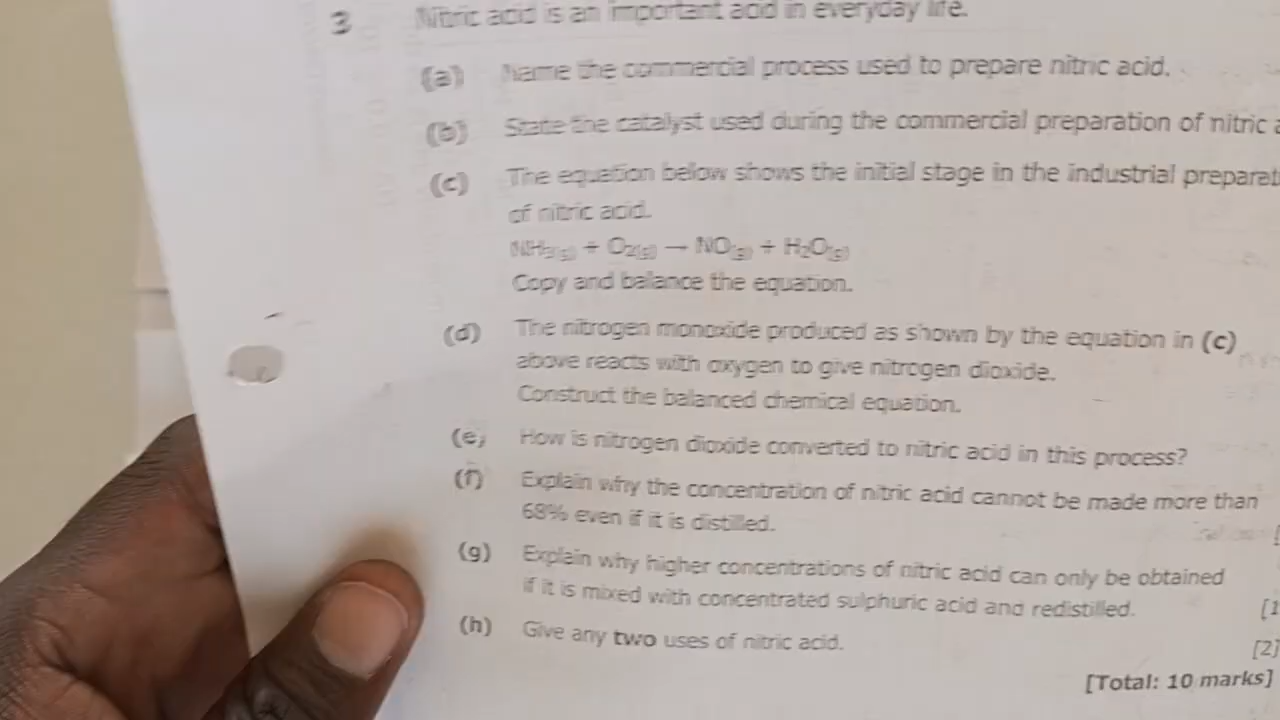 3 Nitric acid is an important acid in everyday life.
(a) Name the commercial process used to prepare nitric acid.
(b) State the catalyst used during the commercial preparation of nitric a
(c) The equation below shows the initial stage in the industrial preparat
of nitric acid.
NH₃(g) + O₂(g) → NO(g) + H₂O(g)
Copy and balance the equation.
(d) The nitrogen monoxide produced as shown by the equation in (c)
above reacts with oxygen to give nitrogen dioxide.
Construct the balanced chemical equation.
(e) How is nitrogen dioxide converted to nitric acid in this process?
(f) Explain why the concentration of nitric acid cannot be made more than
68% even if it is distilled. [
(g) Explain why higher concentrations of nitric acid can only be obtained
if it is mixed with concentrated sulphuric acid and redistilled. [1
(h) Give any two uses of nitric acid. [2]
[Total: 10 marks]